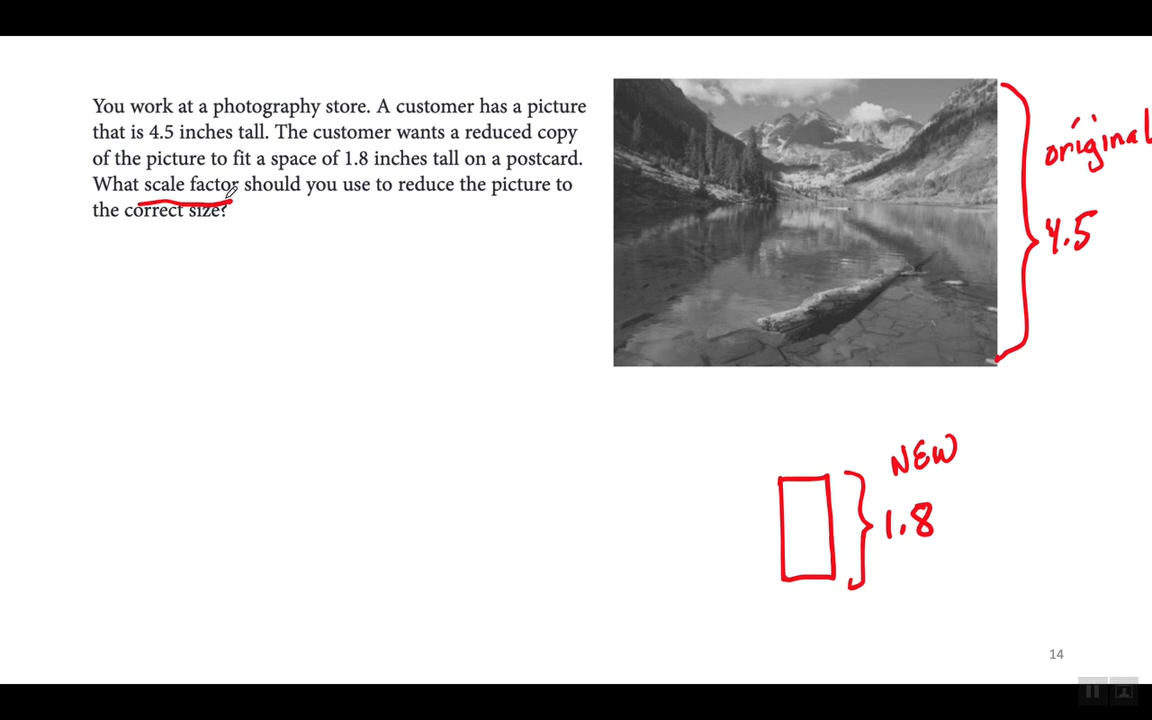 You work at a photography store. A customer has a picture
that is 4.5 inches tall. The customer wants a reduced copy
of the picture to fit a space of 1.8 inches tall on a postcard.
What scale factor should you use to reduce the picture to
the correct size?
original
4.5
NEW
1.8
14